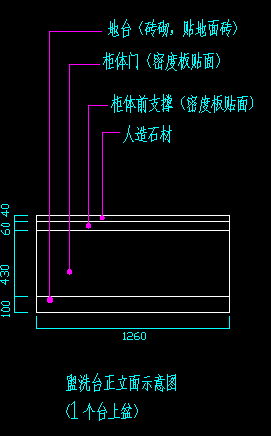 地台（砖砌，贴地面砖）
柜体门（密度板贴面）
柜体前支撑（密度板贴面）
人造石材
40
60
430
100
1260
盥洗台正立面示意图
（1个台上盆）